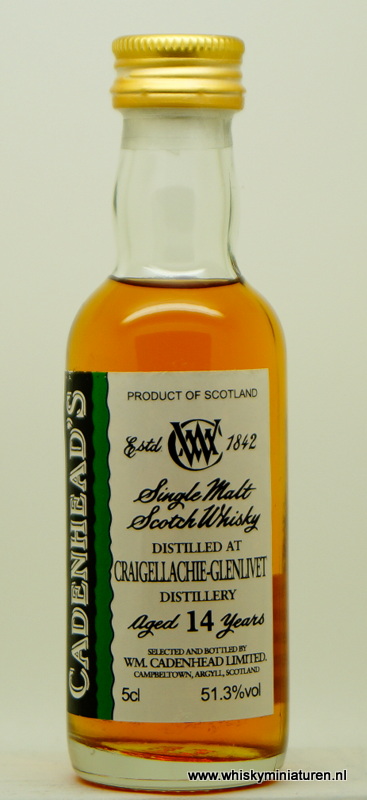 CADENHEAD'S
PRODUCT OF SCOTLAND
Estd 1842
Single Malt
Scotch Whisky
DISTILLED AT
CRAIGELLACHIE-GLENLIVET
DISTILLERY
Aged 14 Years
SELECTED AND BOTTLED BY
WM. CADENHEAD LIMITED.
CAMPBELTOWN, ARGYLL, SCOTLAND
5cl 51.3%vol
www.whiskyminiaturen.nl